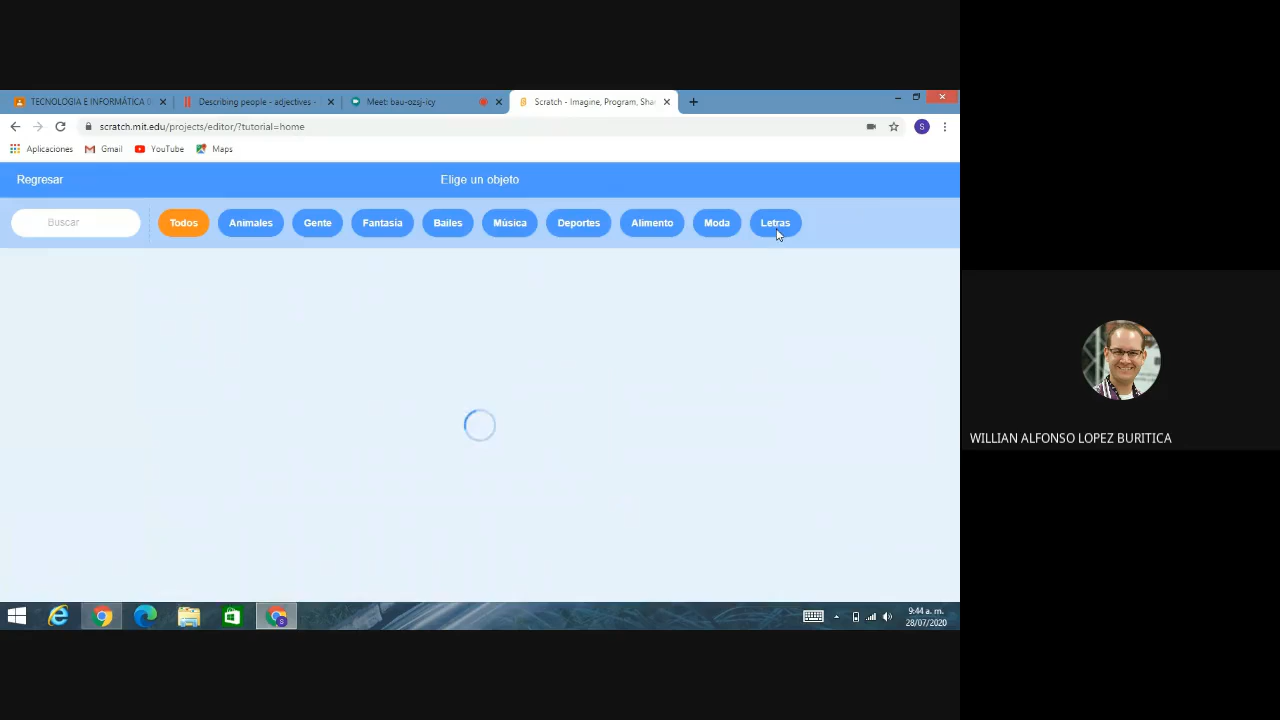 TECNOLOGIA E INFORMÁTICA
Describing people - adjectives -
Meet: bau-ozsj-icy
Scratch - Imagine, Program, Sha
scratch.mit.edu/projects/editor/?tutorial=home
S
Aplicaciones
Gmail
YouTube
Maps
Regresar
Elige un objeto
Buscar
Todos
Animales
Gente
Fantasia
Bailes
Música
Deportes
Alimento
Moda
Letras
WILLIAN ALFONSO LOPEZ BURITICA
9:44 a. m.
28/07/2020